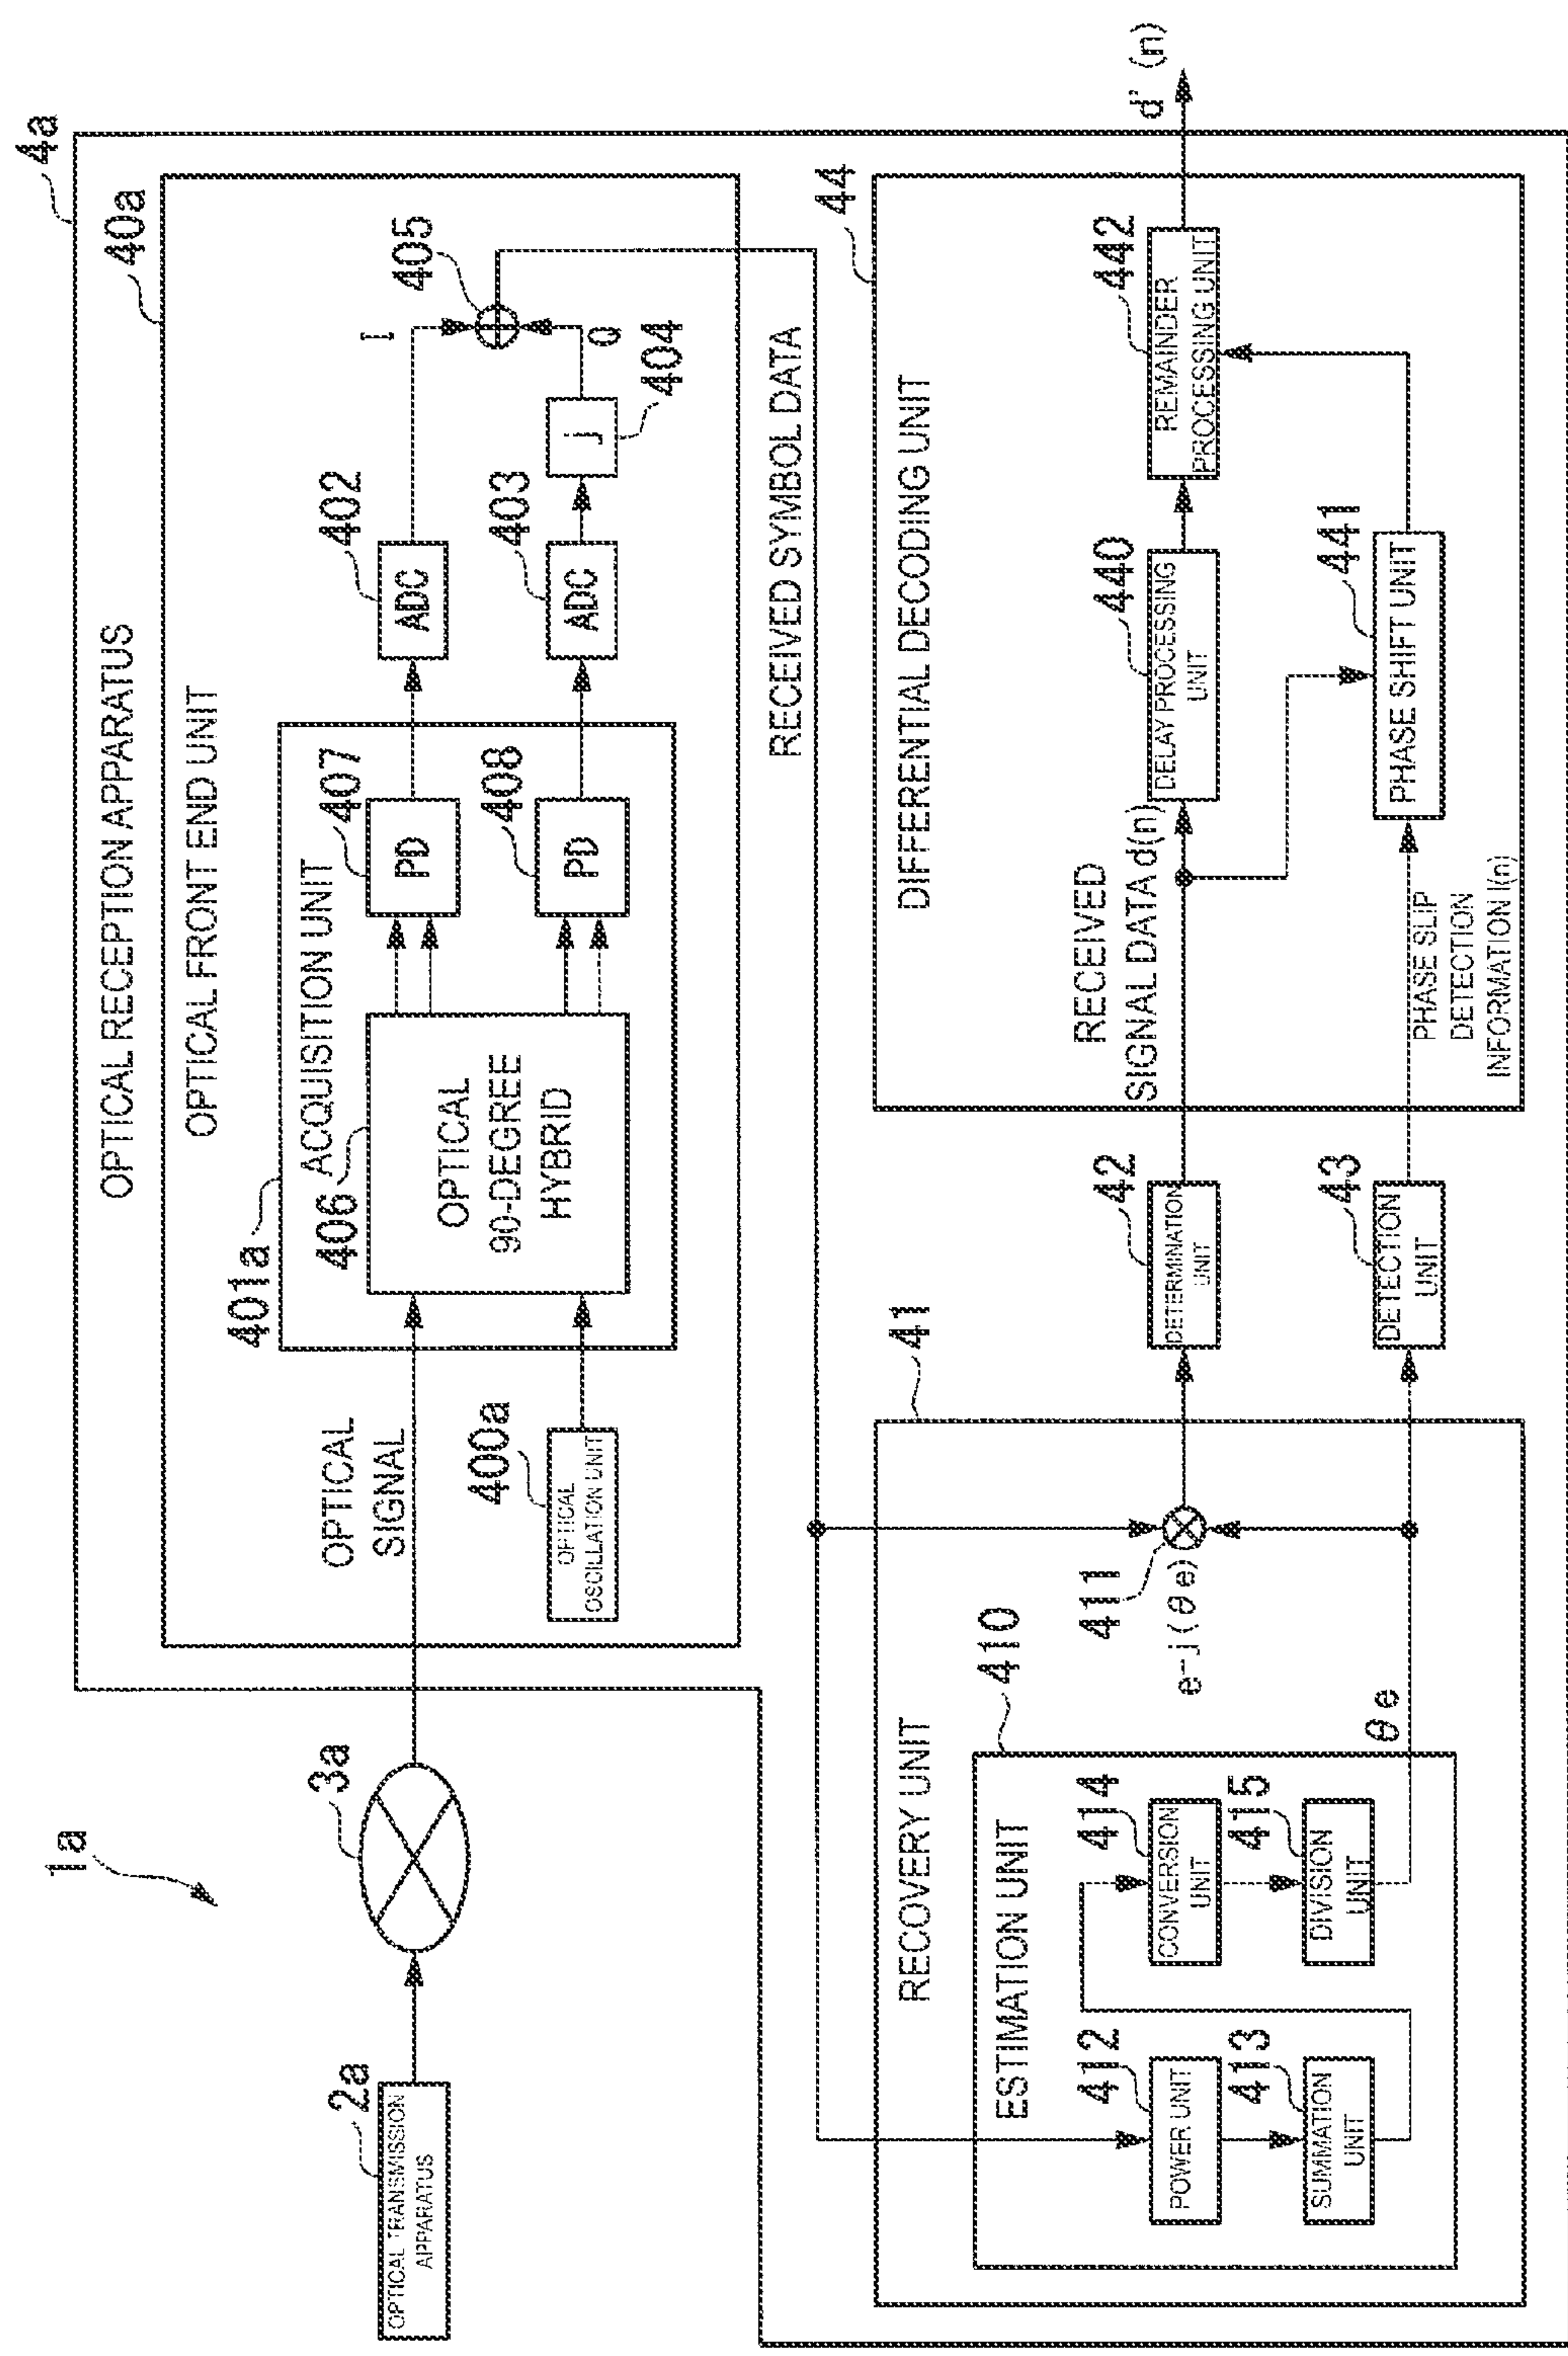 1a
2a
OPTICAL TRANSMISSION
APPARATUS
3a
4a
OPTICAL RECEPTION APPARATUS
40a
OPTICAL FRONT END UNIT
OPTICAL
SIGNAL
400a
OPTICAL
OSCILLATION UNIT
401a
ACQUISITION UNIT
406
OPTICAL
90-DEGREE
HYBRID
407
PD
408
PD
402
ADC
403
ADC
404
j
I
Q
405
RECEIVED SYMBOL DATA
41
RECOVERY UNIT
410
ESTIMATION UNIT
412
POWER UNIT
413
SUMMATION
UNIT
414
CONVERSION
UNIT
415
DIVISION
UNIT
θe
411
e-j(θe)
42
DETERMINATION
UNIT
43
DETECTION
UNIT
44
DIFFERENTIAL DECODING UNIT
RECEIVED
SIGNAL DATA d(n)
PHASE SLIP
DETECTION
INFORMATION I(n)
440
DELAY PROCESSING
UNIT
441
PHASE SHIFT UNIT
442
REMAINDER
PROCESSING UNIT
d' (n)